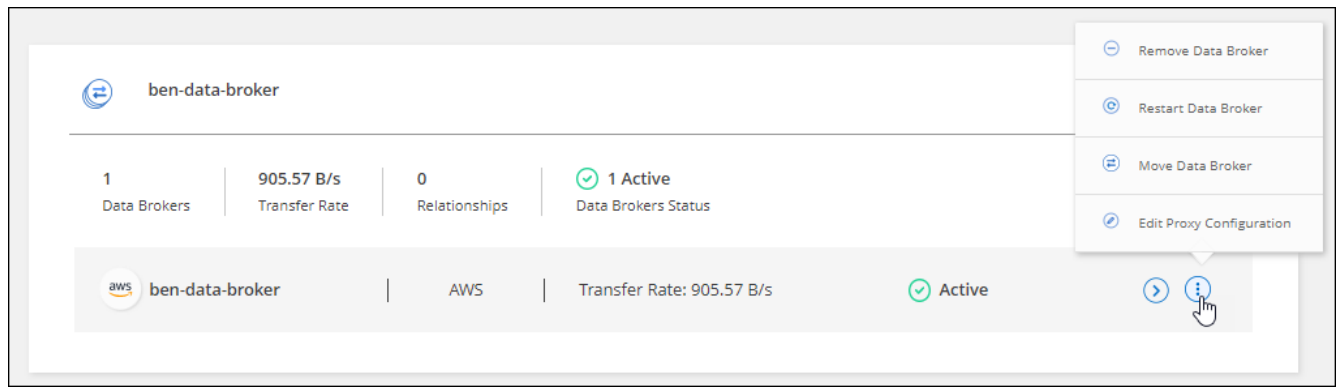 ben-data-broker
Remove Data Broker
Restart Data Broker
Move Data Broker
Edit Proxy Configuration
1
Data Brokers
905.57 B/s
Transfer Rate
0
Relationships
1 Active
Data Brokers Status
aws ben-data-broker AWS Transfer Rate: 905.57 B/s Active